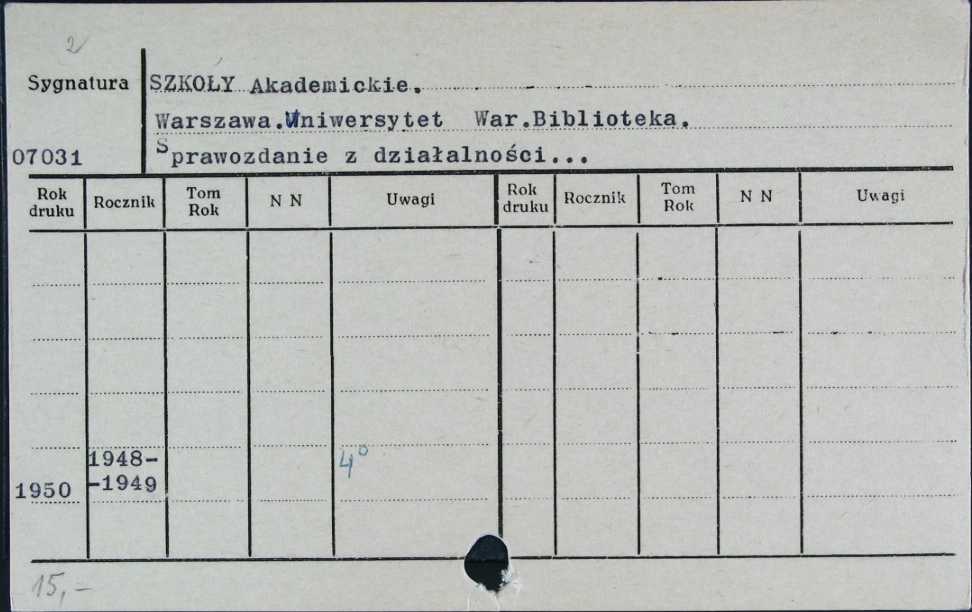 2
Sygnatura SZKOŁY Akademickie.
Warszawa.Uniwersytet War.Biblioteka.
07031 Sprawozdanie z działalności...
Rok druku Rocznik Tom Rok N N Uwagi Rok druku Rocznik Tom Rok N N Uwagi
1948-
-1949 4°
1950
15,-